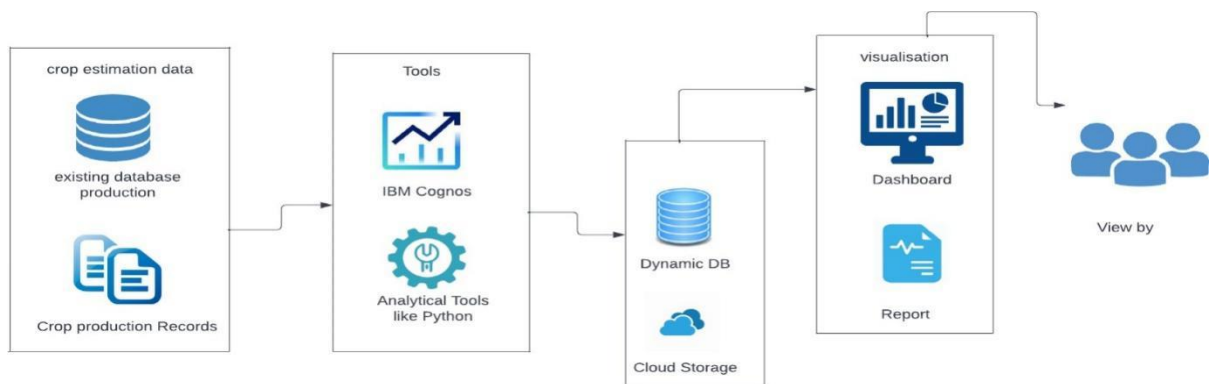 crop estimation data
existing database
production
Crop production Records
Tools
IBM Cognos
Analytical Tools
like Python
Dynamic DB
Cloud Storage
visualisation
Dashboard
Report
View by